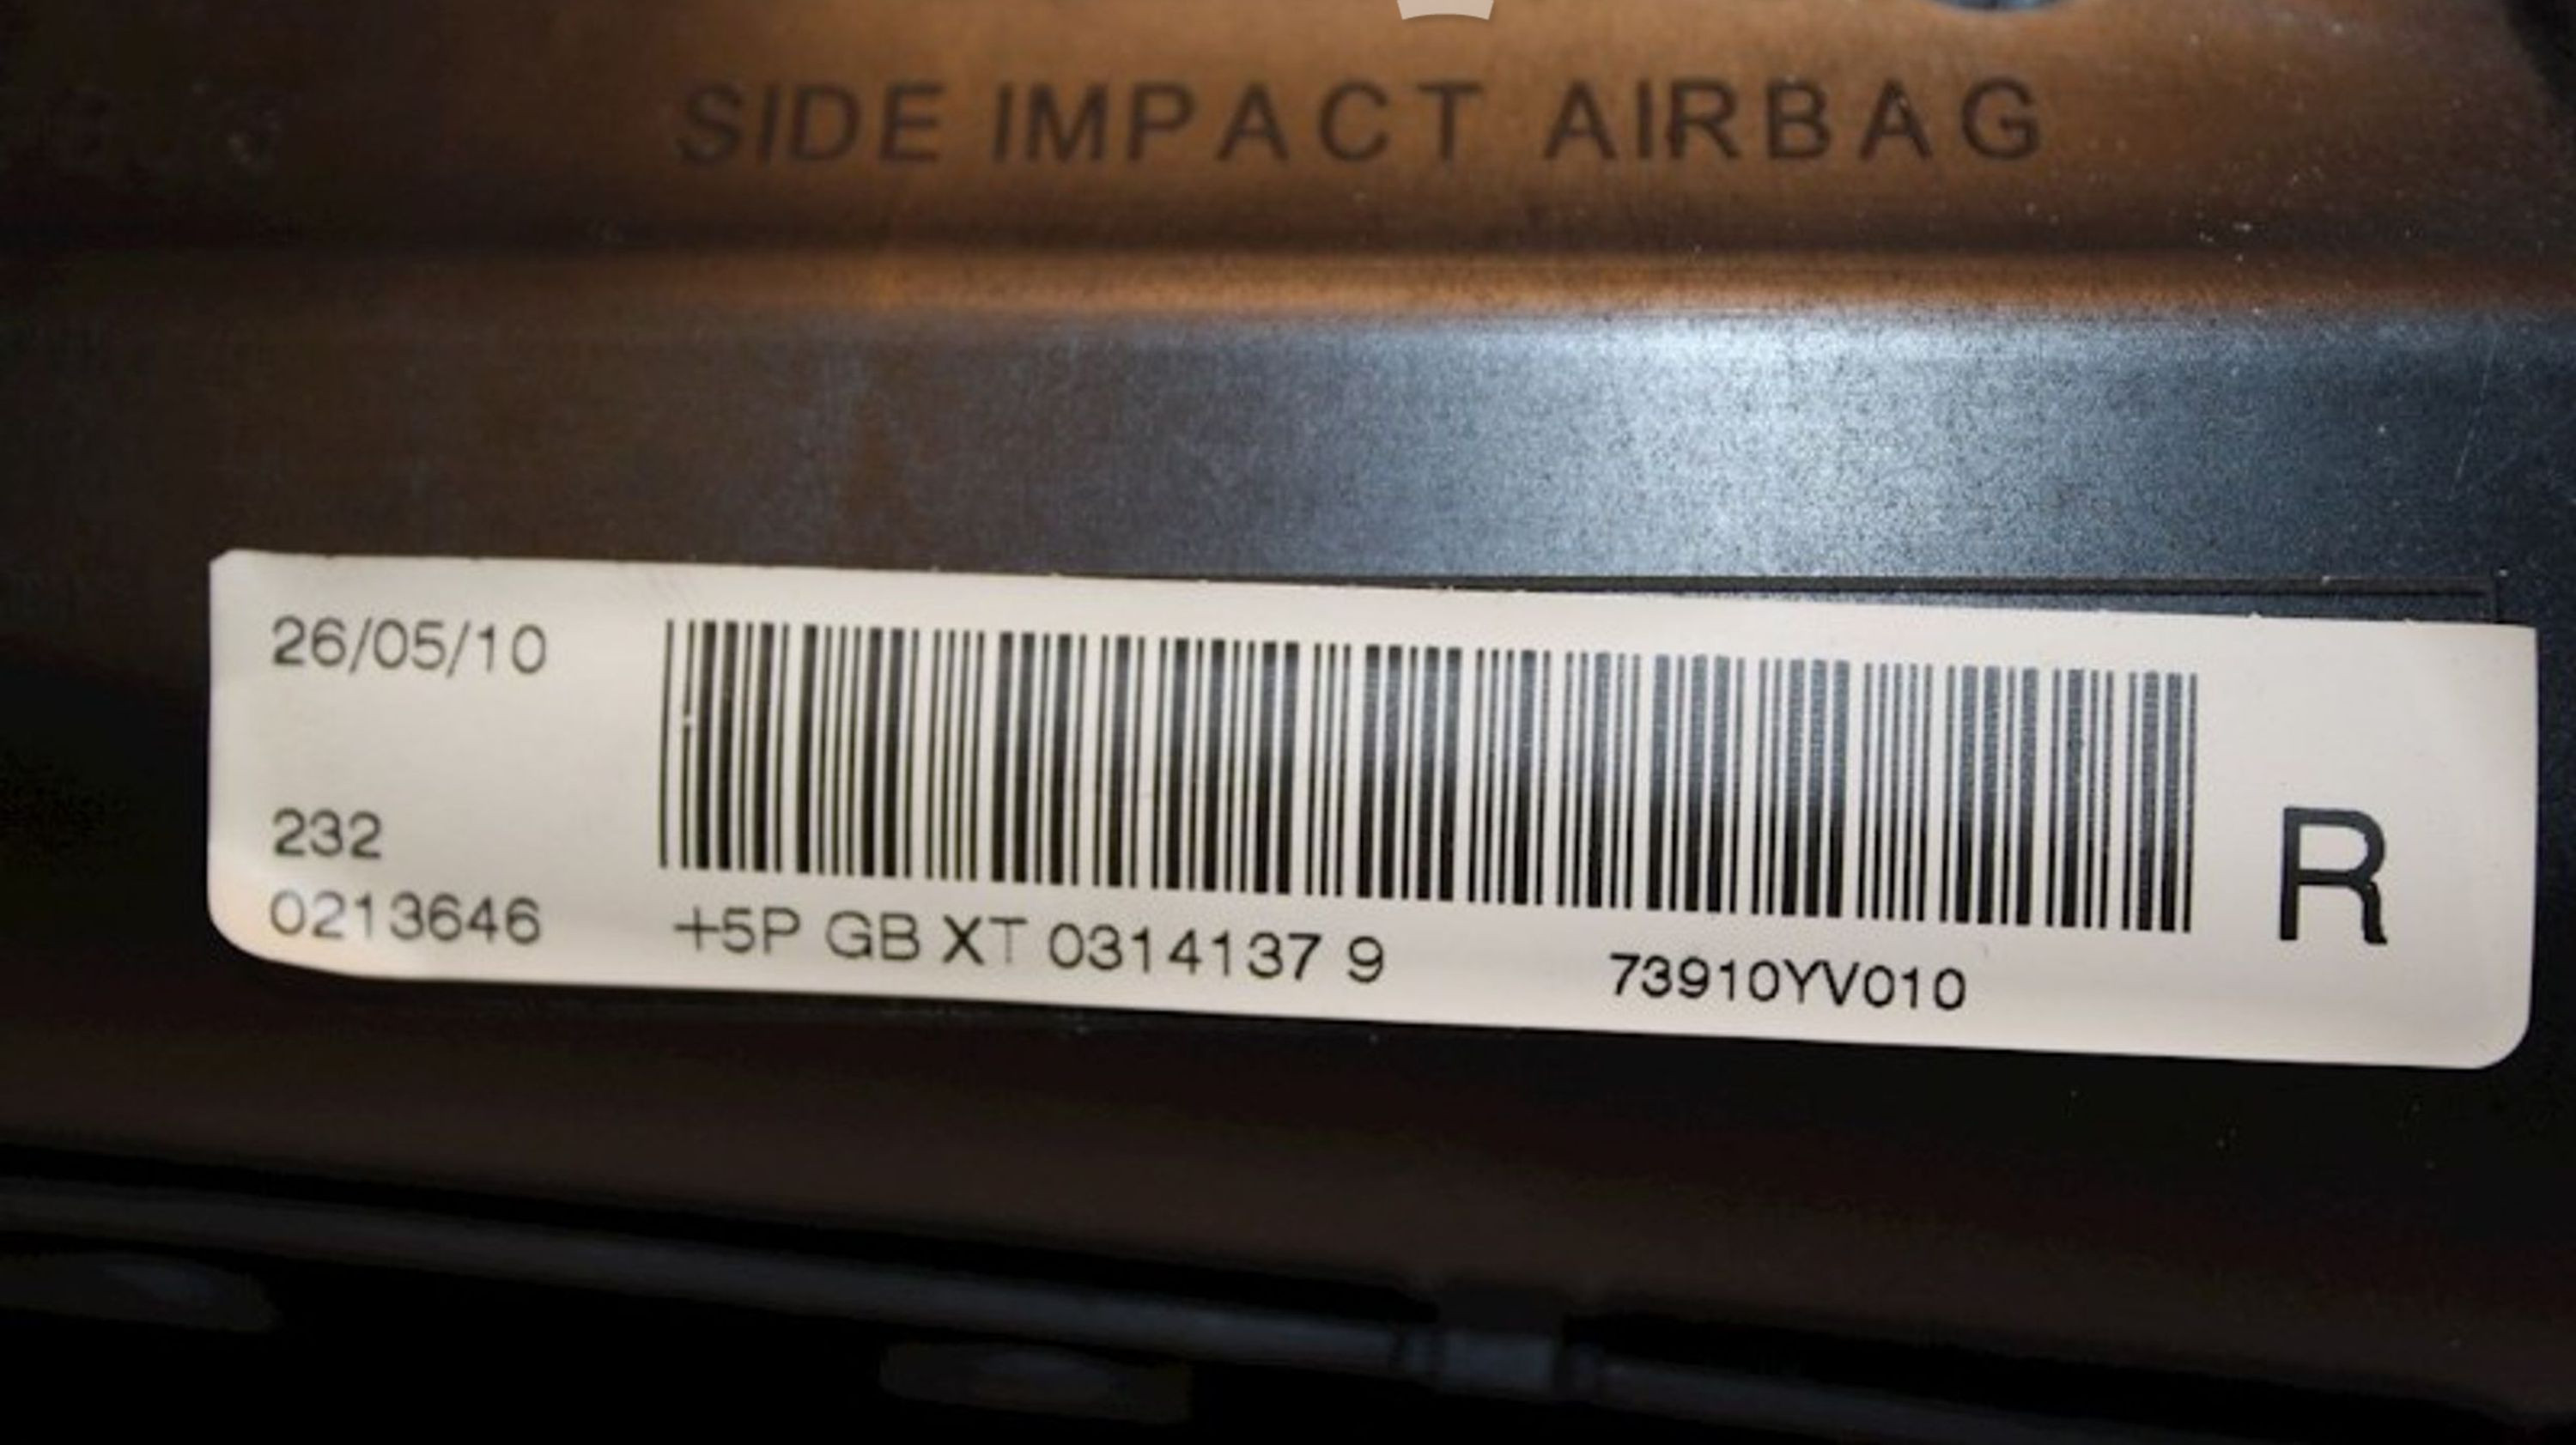 SIDE IMPACT AIRBAG
26/05/10
232
0213646
+5P GB XT 0314137 9
73910YV010
R